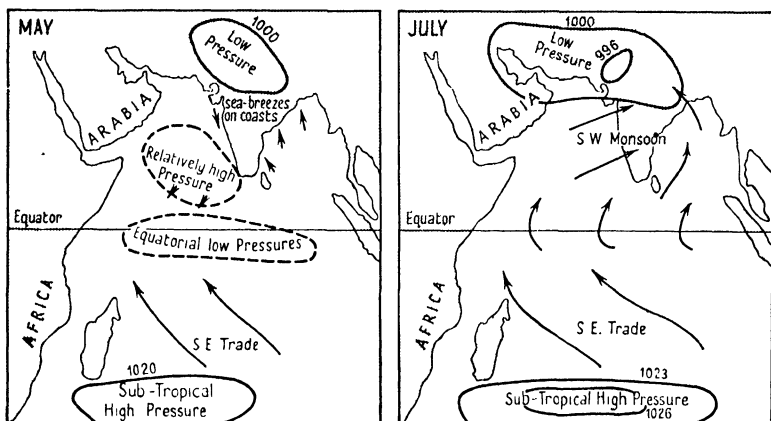 MAY
1000
Low
Pressure
ARABIA
sea-breezes
on coasts
Relatively high
Pressure
Equator
Equatorial low Pressures
AFRICA
S E Trade
1020
Sub-Tropical
High Pressure
JULY
1000
Low
Pressure
996
ARABIA
S W Monsoon
Equator
AFRICA
S E. Trade
1023
Sub-Tropical High Pressure
1026